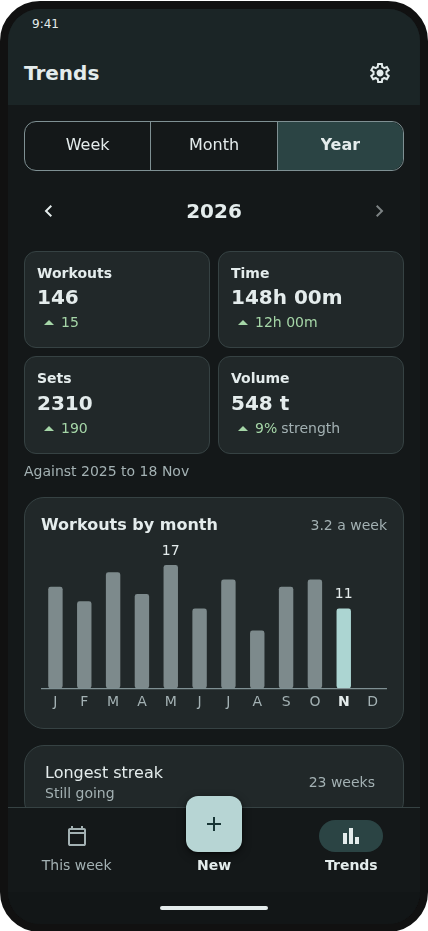 9:41
Trends
Week Month Year
2026
Workouts
146
15
Time
148h 00m
12h 00m
Sets
2310
190
Volume
548 t
9% strength
Against 2025 to 18 Nov
Workouts by month 3.2 a week
17
11
J F M A M J J A S O N D
Longest streak
Still going
23 weeks
This week New Trends